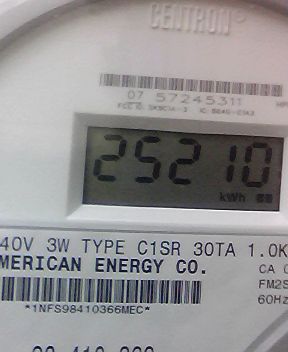 CENTRON®
07 57245311
25210
kWh
40V 3W TYPE C1SR 30TA 1.0K
MERICAN ENERGY CO.
CA
FM2S
60Hz
*1NFS98410366MEC*